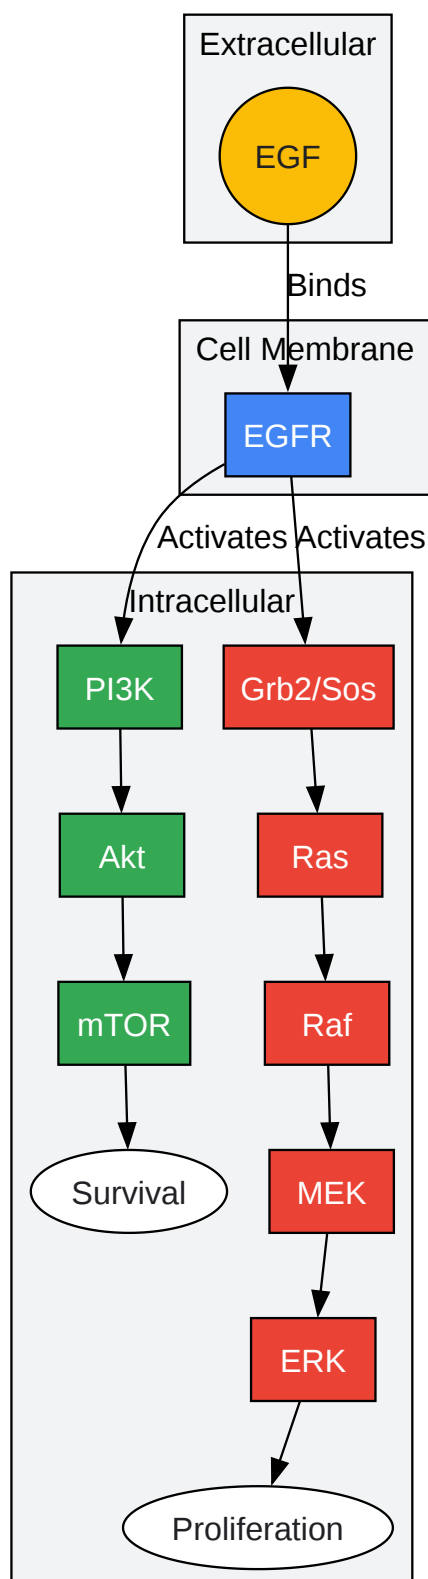 Extracellular
EGF
Binds
Cell Membrane
EGFR
Activates
Activates
Intracellular
PI3K
Grb2/Sos
Akt
Ras
mTOR
Raf
Survival
MEK
ERK
Proliferation